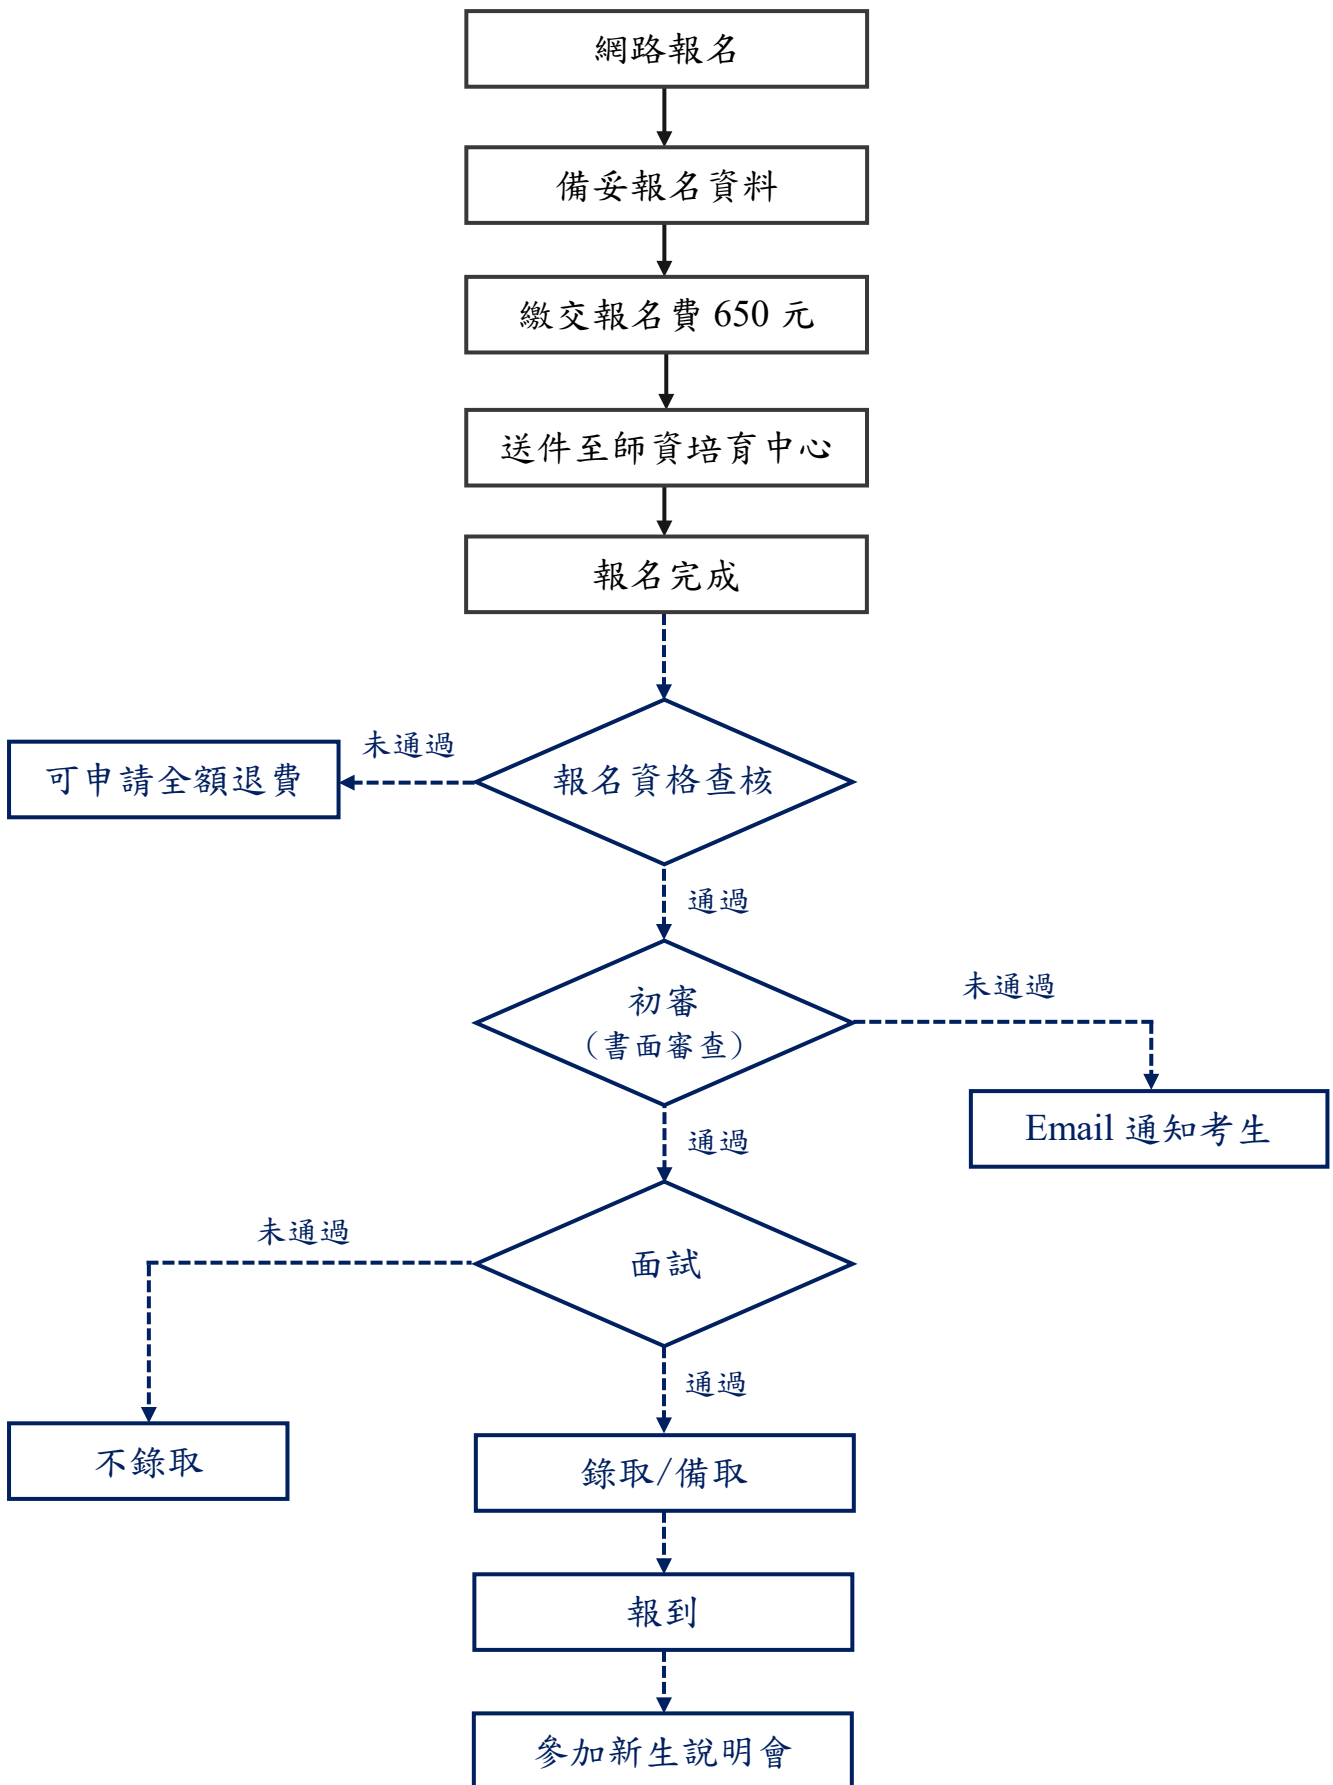 網路報名
備妥報名資料
繳交報名費 650 元
送件至師資培育中心
報名完成
未通過
可申請全額退費
報名資格查核
通過
初審
（書面審查）
未通過
Email 通知考生
通過
未通過
面試
通過
不錄取
錄取/備取
報到
參加新生說明會